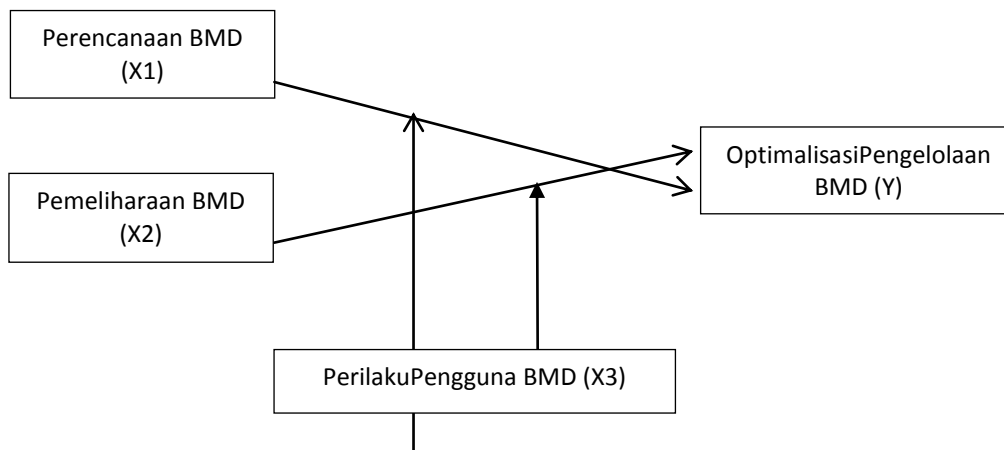 Perencanaan BMD
(X1)
OptimalisasiPengelolaan
BMD (Y)
Pemeliharaan BMD
(X2)
PerilakuPengguna BMD (X3)